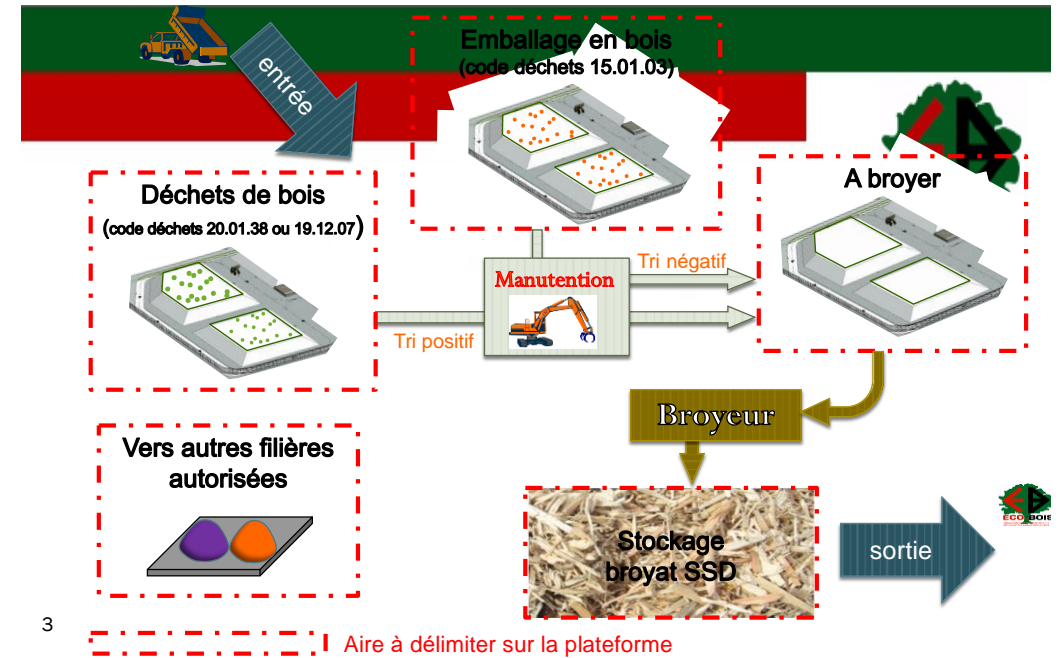 entrée
Emballage en bois
(code déchets 15.01.03)
Déchets de bois
(code déchets 20.01.38 ou 19.12.07)
A broyer
Manutention
Tri négatif
Tri positif
Broyeur
Vers autres filières
autorisées
Stockage
broyat SSD
sortie
ECO BOIS
3
Aire à délimiter sur la plateforme